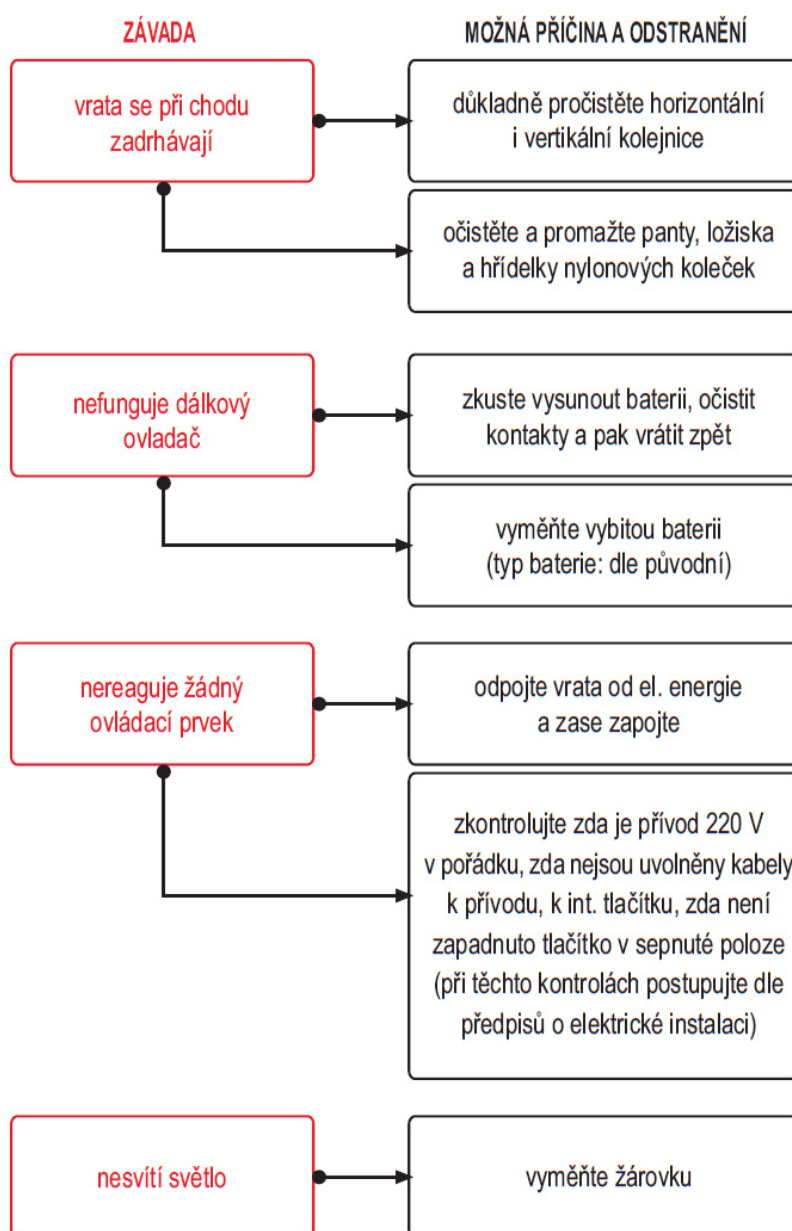 ZÁVADA
MOŽNÁ PŘÍČINA A ODSTRANĚNÍ
vrata se při chodu
zadrhávají
důkladně pročistěte horizontální
i vertikální kolejnice
očistěte a promažte panty, ložiska
a hřídelky nylonových koleček
nefunguje dálkový
ovladač
zkuste vysunout baterii, očistit
kontakty a pak vrátit zpět
vyměňte vybitou baterii
(typ baterie: dle původní)
nereaguje žádný
ovládací prvek
odpojte vrata od el. energie
a zase zapojte
zkontrolujte zda je přívod 220 V
v pořádku, zda nejsou uvolněny kabely
k přívodu, k int. tlačítku, zda není
zapadnuto tlačítko v sepnuté poloze
(při těchto kontrolách postupujte dle
předpisů o elektrické instalaci)
nesvítí světlo
vyměňte žárovku